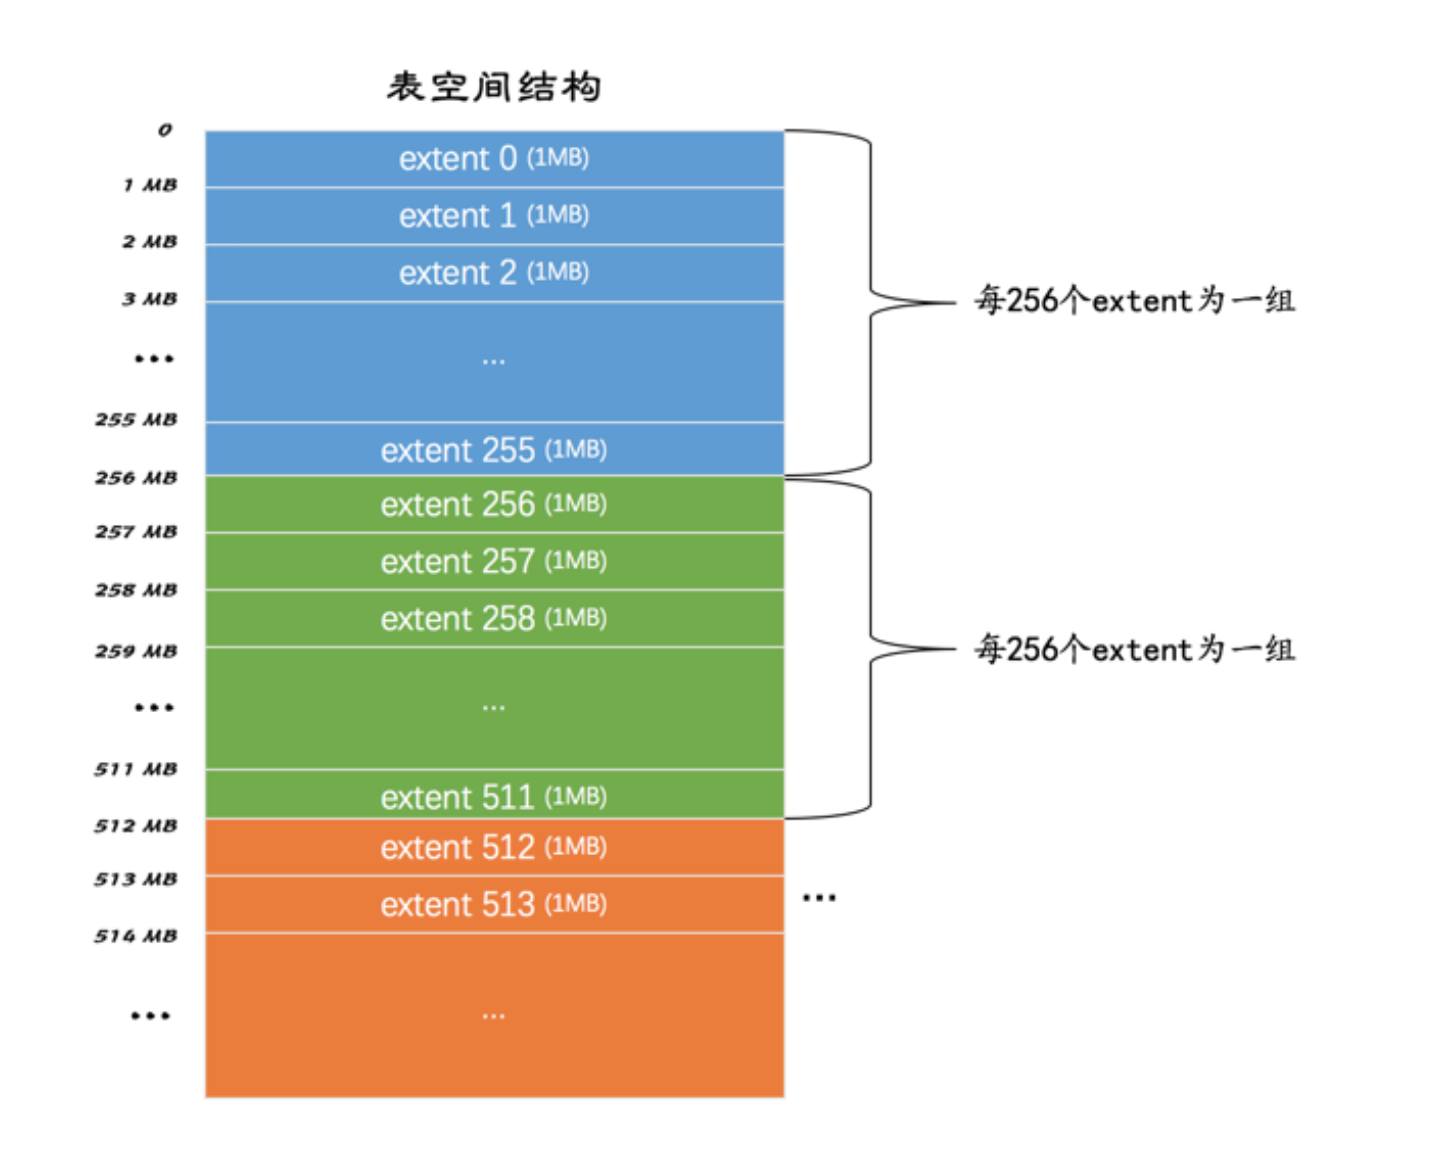 表空间结构
0
extent 0 (1MB)
1 MB
extent 1 (1MB)
2 MB
extent 2 (1MB)
3 MB
每256个extent为一组
...
...
255 MB
extent 255 (1MB)
256 MB
extent 256 (1MB)
257 MB
extent 257 (1MB)
258 MB
extent 258 (1MB)
259 MB
每256个extent为一组
...
...
511 MB
extent 511 (1MB)
512 MB
extent 512 (1MB)
513 MB
extent 513 (1MB)
...
514 MB
...
...